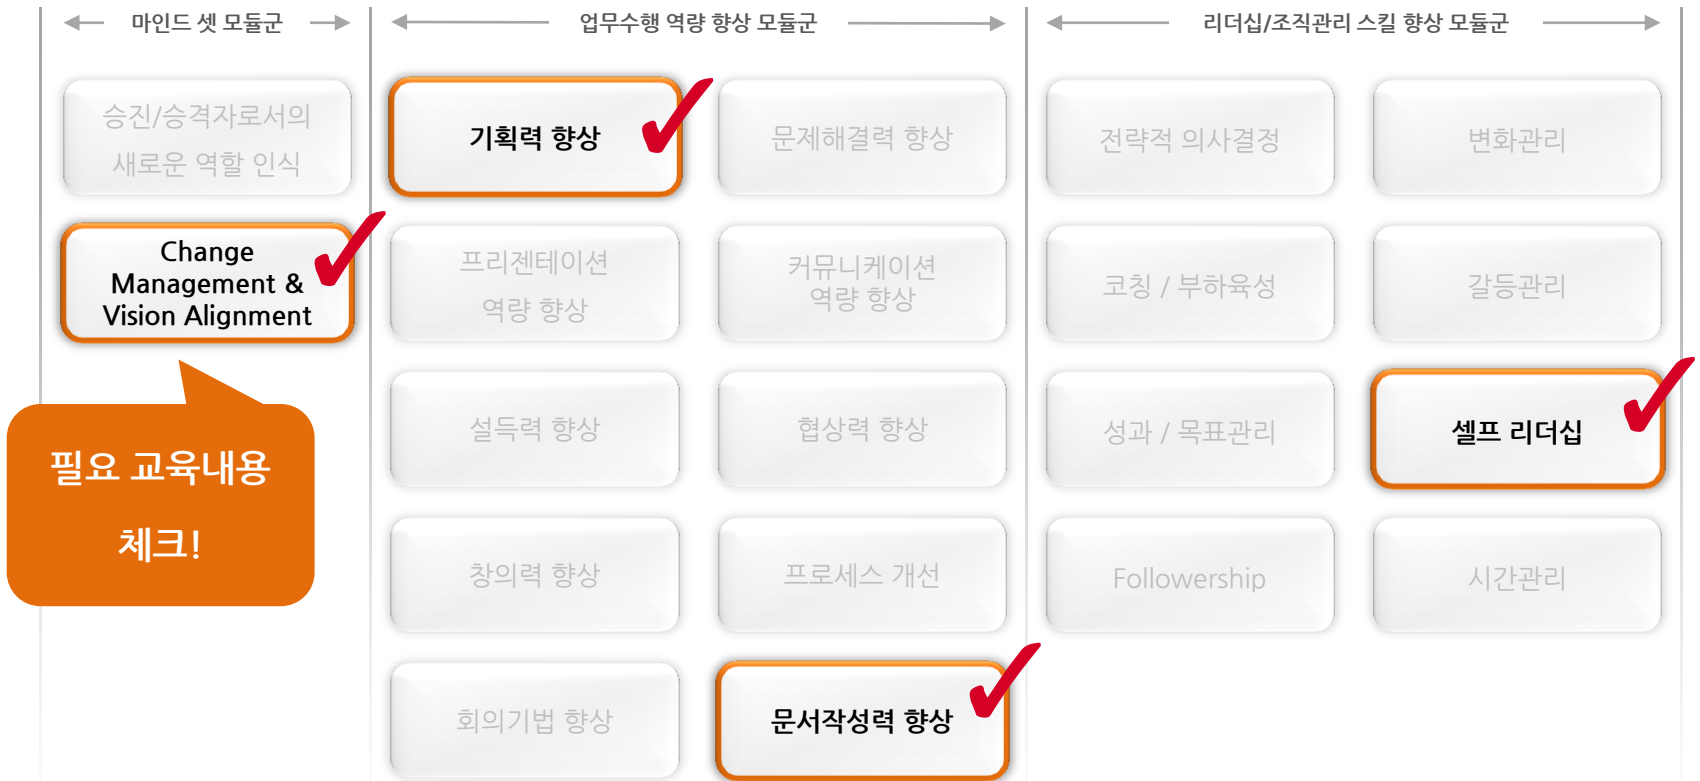 마인드 셋 모듈군
업무수행 역량 향상 모듈군
리더십/조직관리 스킬 향상 모듈군
승진/승격자로서의
새로운 역할 인식
기획력 향상
문제해결력 향상
전략적 의사결정
변화관리
Change
Management &
Vision Alignment
프리젠테이션
역량 향상
커뮤니케이션
역량 향상
코칭 / 부하육성
갈등관리
필요 교육내용
체크!
설득력 향상
협상력 향상
성과 / 목표관리
셀프 리더십
창의력 향상
프로세스 개선
Followership
시간관리
회의기법 향상
문서작성력 향상